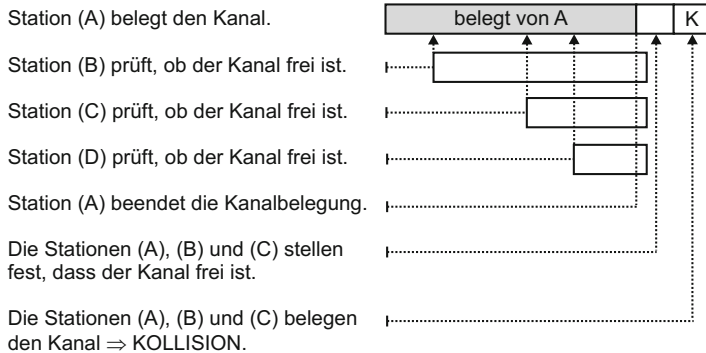 Station (A) belegt den Kanal.
belegt von A
K
Station (B) prüft, ob der Kanal frei ist.
Station (C) prüft, ob der Kanal frei ist.
Station (D) prüft, ob der Kanal frei ist.
Station (A) beendet die Kanalbelegung.
Die Stationen (A), (B) und (C) stellen
fest, dass der Kanal frei ist.
Die Stationen (A), (B) und (C) belegen
den Kanal ⇒ KOLLISION.